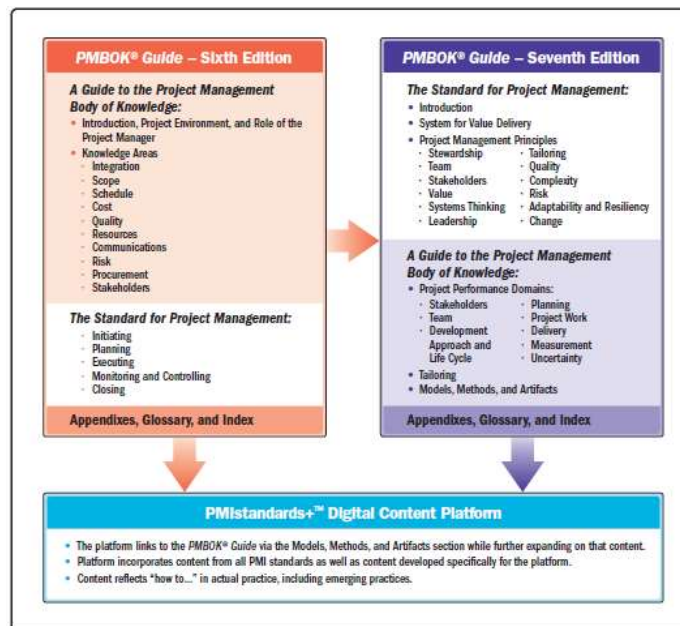 PMBOK® Guide – Sixth Edition
A Guide to the Project Management
Body of Knowledge:
• Introduction, Project Environment, and Role of the
Project Manager
• Knowledge Areas
· Integration
· Scope
· Schedule
· Cost
· Quality
· Resources
· Communications
· Risk
· Procurement
· Stakeholders
The Standard for Project Management:
· Initiating
· Planning
· Executing
· Monitoring and Controlling
· Closing
Appendixes, Glossary, and Index
PMBOK® Guide – Seventh Edition
The Standard for Project Management:
• Introduction
• System for Value Delivery
• Project Management Principles
· Stewardship
· Team
· Stakeholders
· Value
· Systems Thinking
· Leadership
· Tailoring
· Quality
· Complexity
· Risk
· Adaptability and Resiliency
· Change
A Guide to the Project Management
Body of Knowledge:
• Project Performance Domains:
· Stakeholders
· Team
· Development
Approach and
Life Cycle
· Planning
· Project Work
· Delivery
· Measurement
· Uncertainty
• Tailoring
• Models, Methods, and Artifacts
Appendixes, Glossary, and Index
PMIstandards+™ Digital Content Platform
• The platform links to the PMBOK® Guide via the Models, Methods, and Artifacts section while further expanding on that content.
• Platform incorporates content from all PMI standards as well as content developed specifically for the platform.
• Content reflects “how to...” in actual practice, including emerging practices.